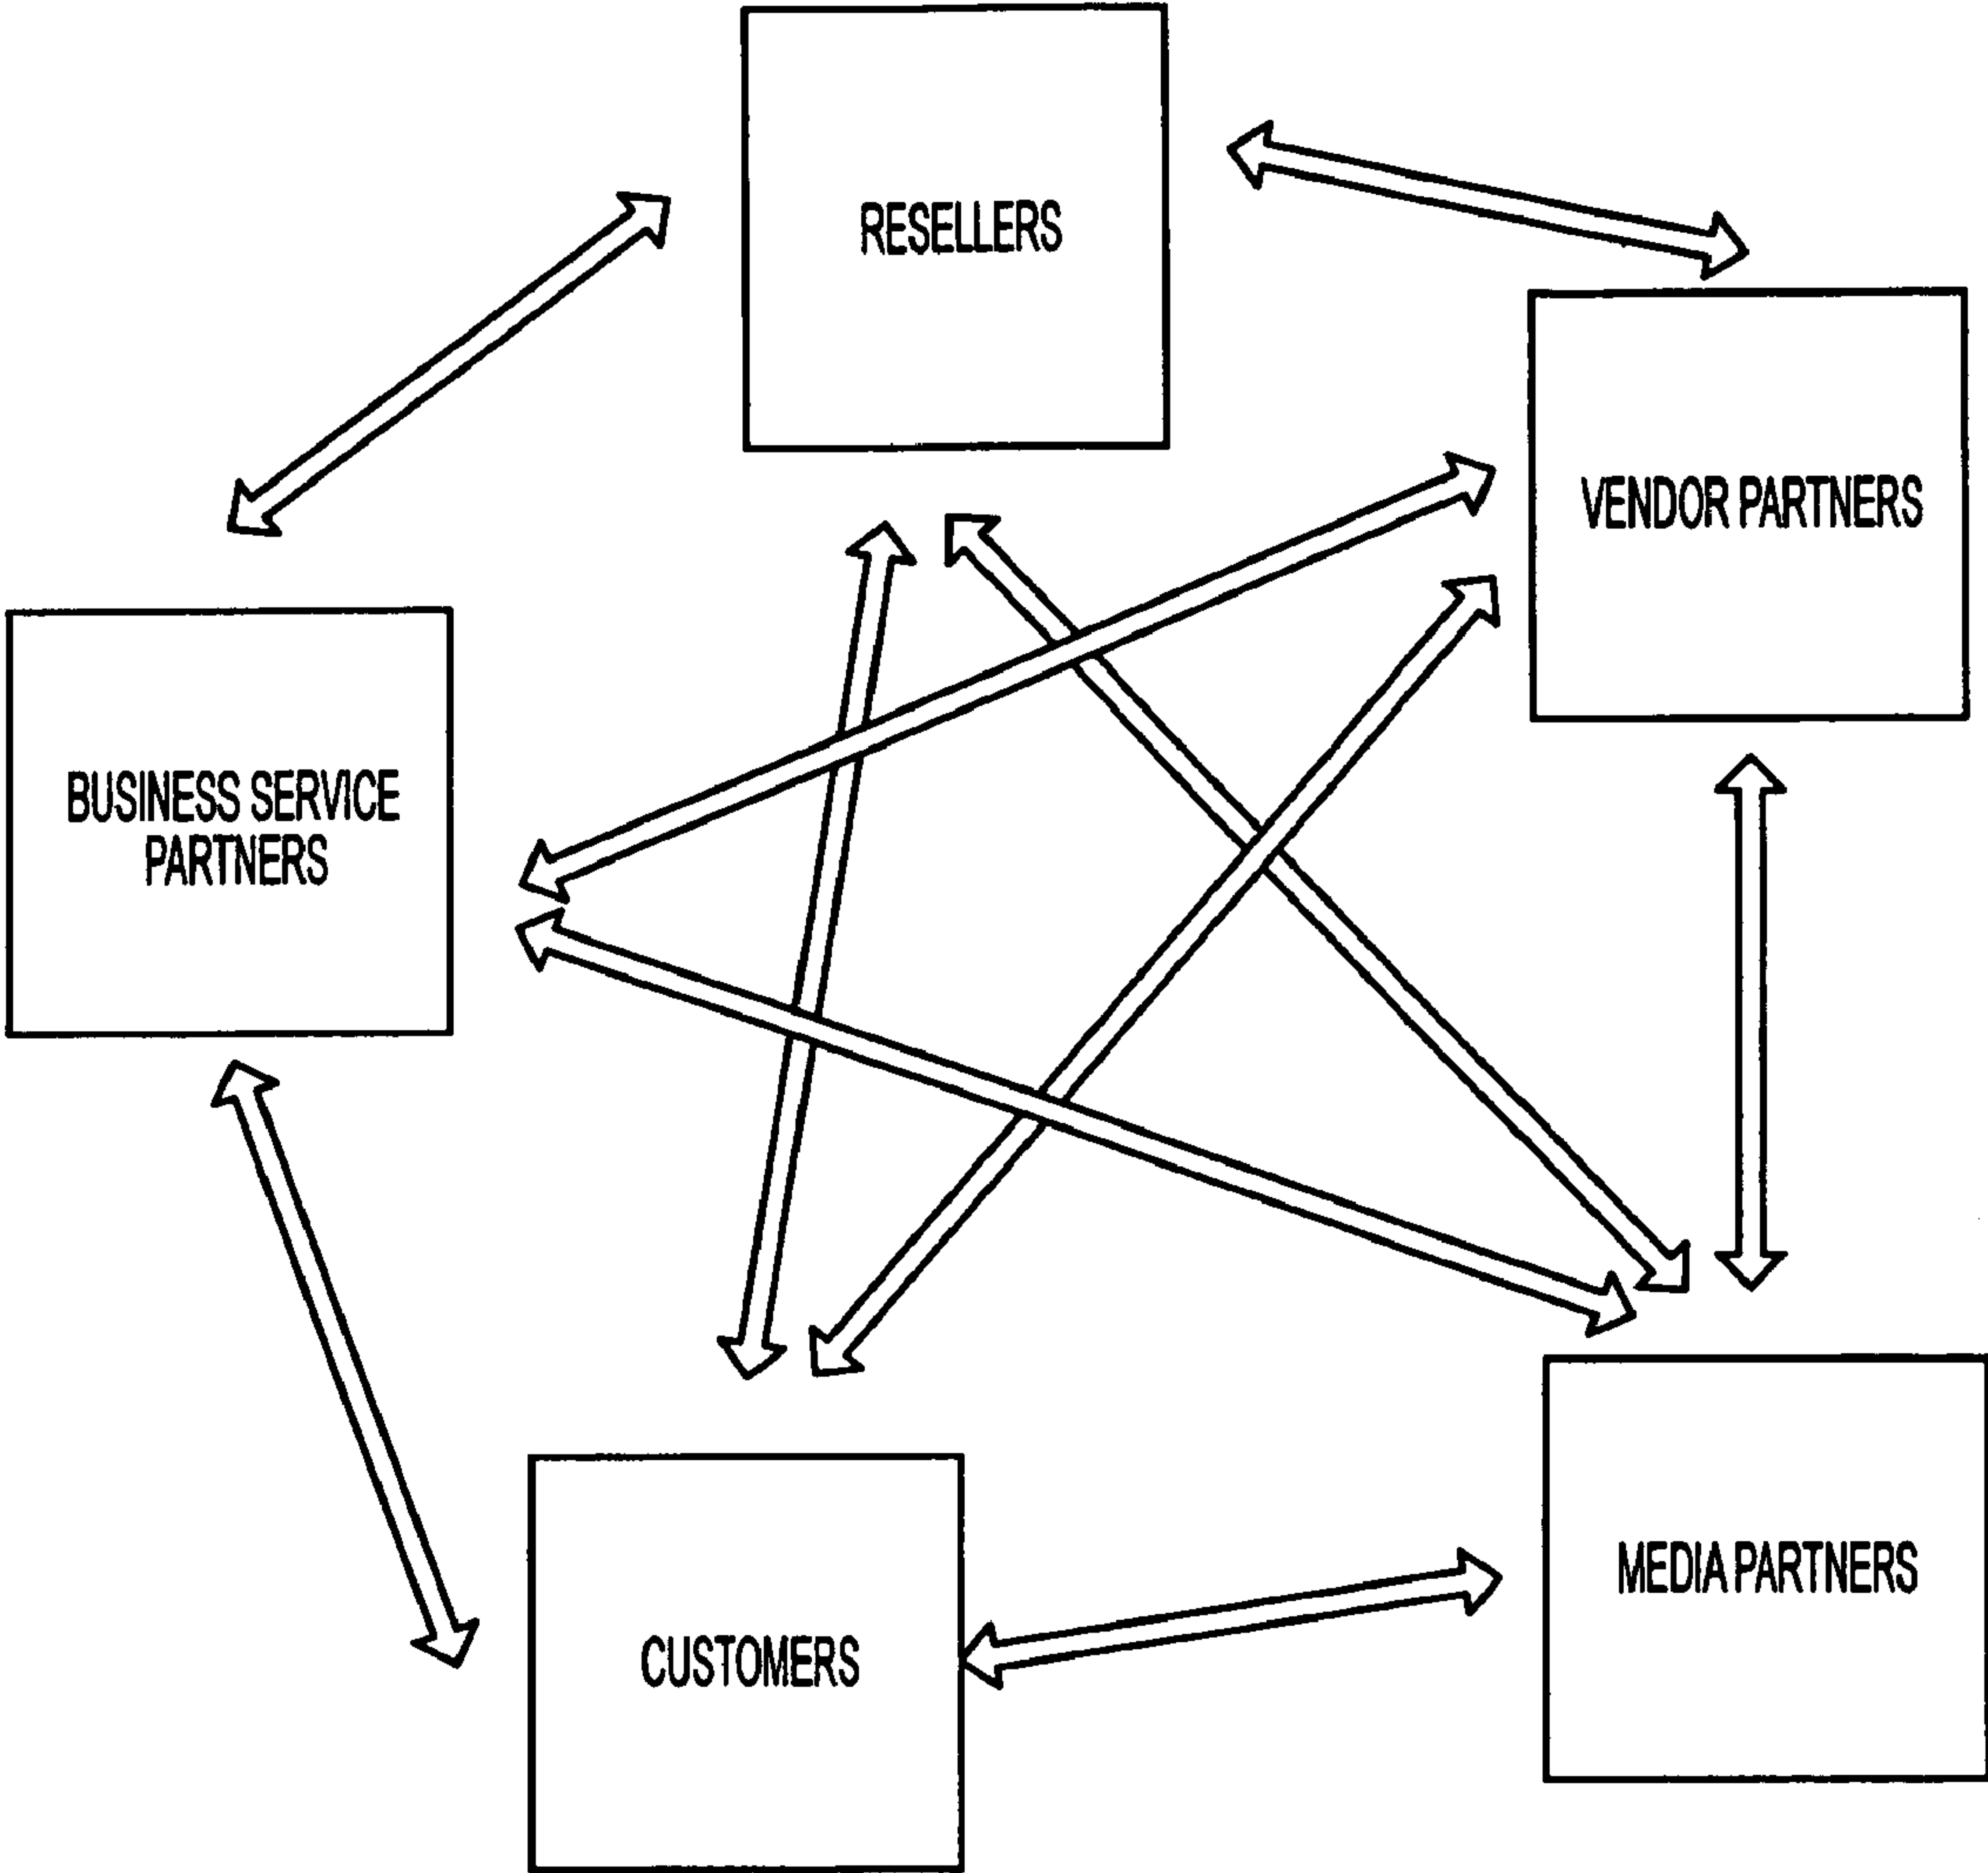 RESELLERS
VENDOR PARTNERS
BUSINESS SERVICE
PARTNERS
MEDIA PARTNERS
CUSTOMERS